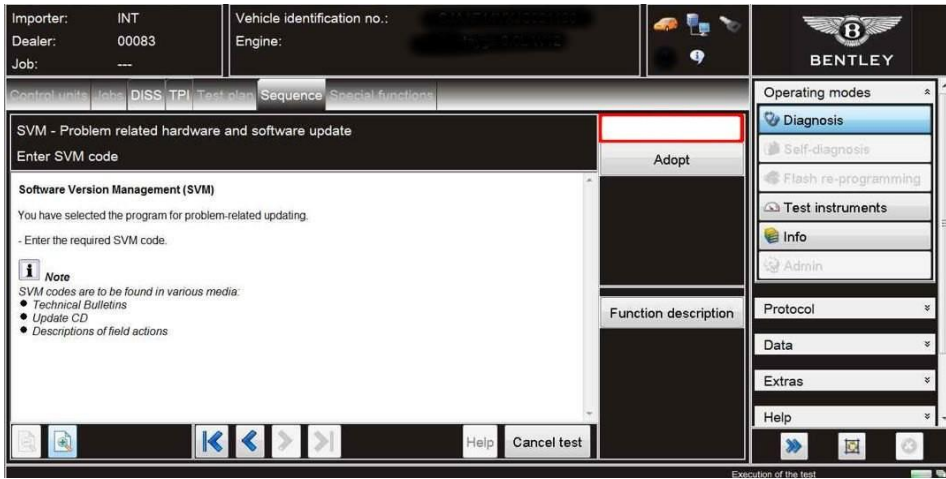 Importer: INT
Dealer: 00083
Job: ---
Vehicle identification no.:
Engine:
BENTLEY
Control units Jobs DISS TPI Test plan Sequence Special functions
SVM - Problem related hardware and software update
Enter SVM code
Adopt
Software Version Management (SVM)
You have selected the program for problem-related updating.
- Enter the required SVM code.
i Note
SVM codes are to be found in various media:
● Technical Bulletins
● Update CD
● Descriptions of field actions
Function description
Help Cancel test
Operating modes
Diagnosis
Self-diagnosis
Flash re-programming
Test instruments
Info
Admin
Protocol
Data
Extras
Help
Execution of the test